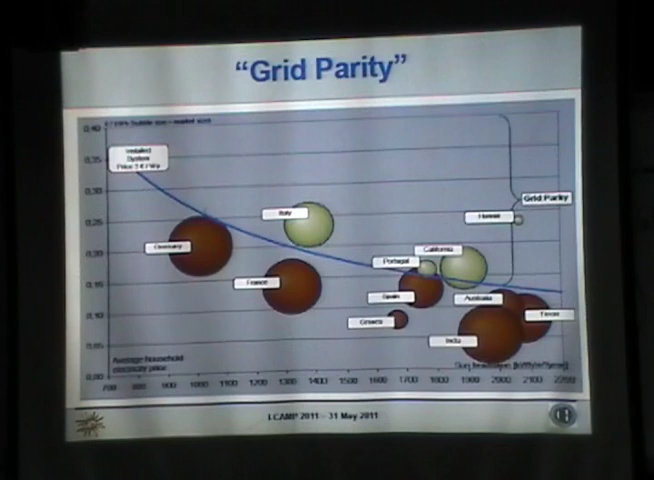 "Grid Parity"
0,40
0,35
0,30
0,25
0,20
0,15
0,10
0,05
0,00
Installed
System
Italy
Germany
France
Portugal
California
Hawaii
Grid Parity
Spain
Greece
Australia
Texas
India
Average household
electricity price
700 800 900 1000 1100 1200 1300 1400 1500 1600 1700 1800 1900 2000 2100 2200
LCAMP 2011 – 31 May 2011